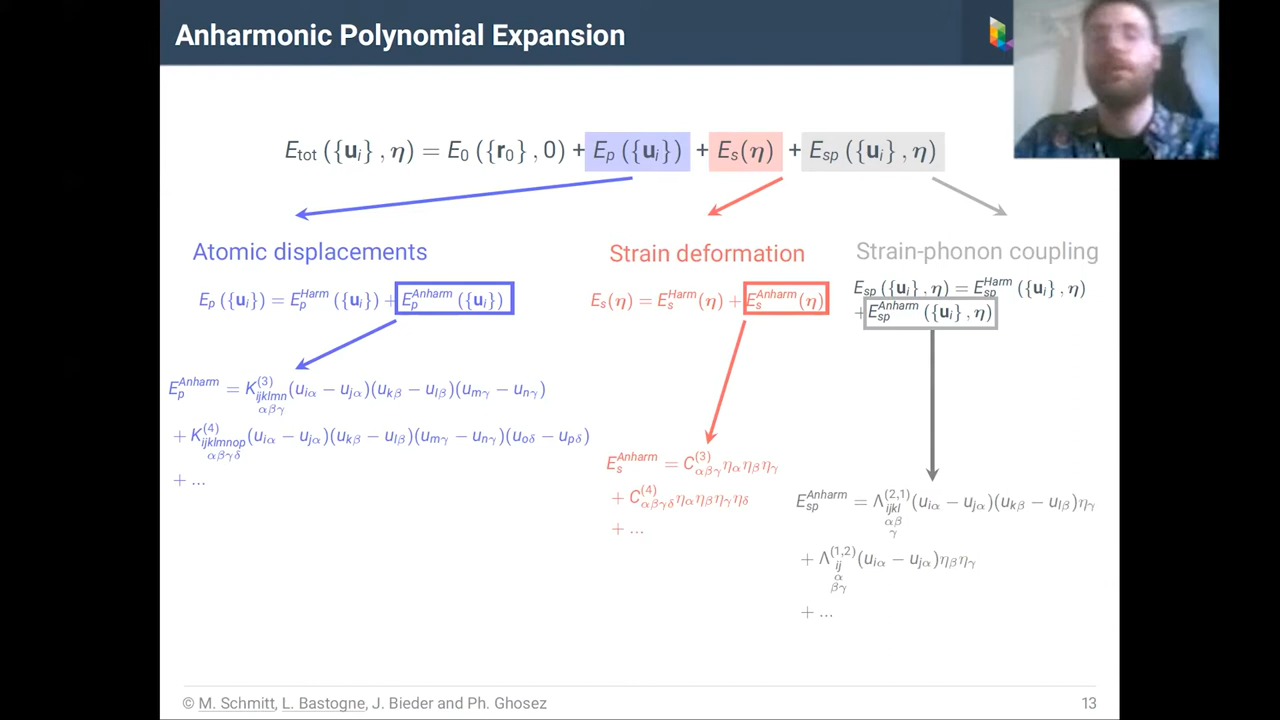 Anharmonic Polynomial Expansion
E_tot ({u_i} , η) = E_0 ({r_0} , 0) + E_p ({u_i}) + E_s(η) + E_sp ({u_i} , η)
Atomic displacements
E_p ({u_i}) = E_p^Harm ({u_i}) + E_p^Anharm ({u_i})
E_p^Anharm = K^(3)_ijklmn αβγ (u_iα − u_jα)(u_kβ − u_lβ)(u_mγ − u_nγ)
+ K^(4)_ijklmnop αβγδ (u_iα − u_jα)(u_kβ − u_lβ)(u_mγ − u_nγ)(u_oδ − u_pδ)
+ ...
Strain deformation
E_s(η) = E_s^Harm(η) + E_s^Anharm(η)
E_s^Anharm = C^(3)_αβγ η_α η_β η_γ
+ C^(4)_αβγδ η_α η_β η_γ η_δ
+ ...
Strain-phonon coupling
E_sp ({u_i} , η) = E_sp^Harm ({u_i} , η)
+ E_sp^Anharm ({u_i} , η)
E_sp^Anharm = Λ^(2,1)_ijkl αβ γ (u_iα − u_jα)(u_kβ − u_lβ)η_γ
+ Λ^(1,2)_ij α βγ (u_iα − u_jα)η_β η_γ
+ ...
© M. Schmitt, L. Bastogne, J. Bieder and Ph. Ghosez
13